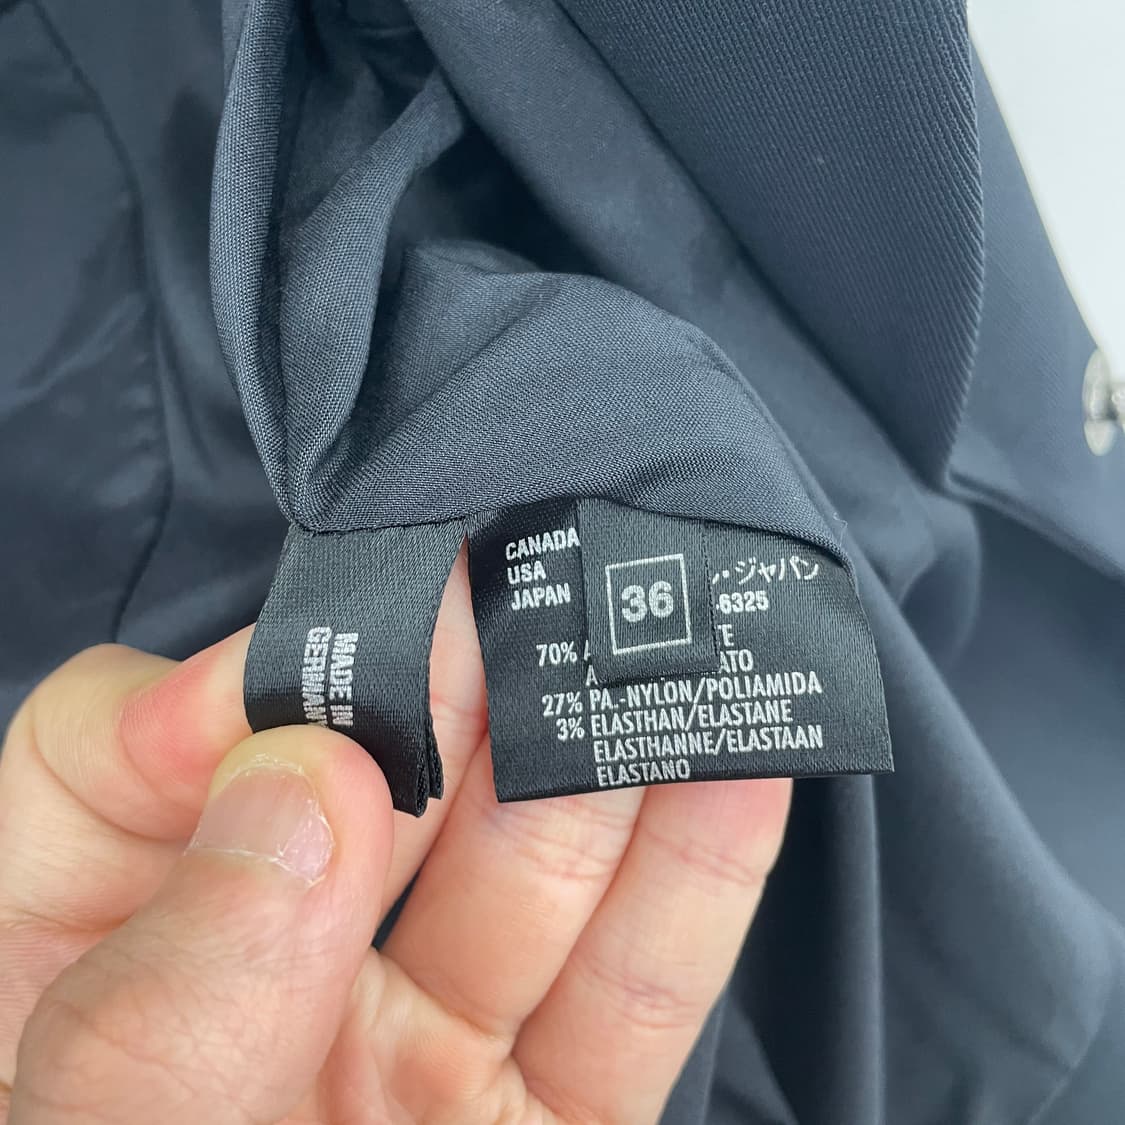 MADE IN
GERMANY
CANADA
USA
JAPAN
36
・ジャパン
6325
70%
27% PA.-NYLON/POLIAMIDA
3% ELASTHAN/ELASTANE
ELASTHANNE/ELASTAAN
ELASTANO